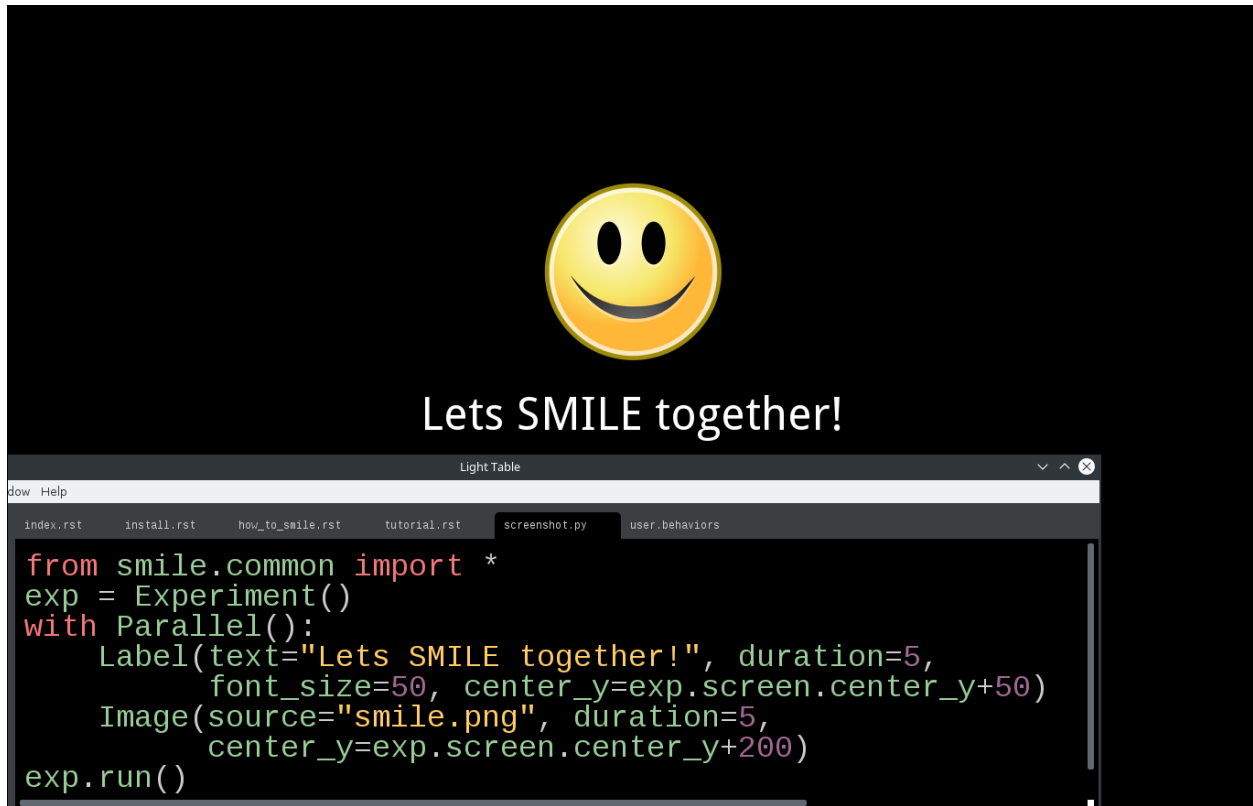 Lets SMILE together!
Light Table
dow Help
index.rst install.rst how_to_smile.rst tutorial.rst screenshot.py user.behaviors
from smile.common import *
exp = Experiment()
with Parallel():
    Label(text="Lets SMILE together!", duration=5,
          font_size=50, center_y=exp.screen.center_y+50)
    Image(source="smile.png", duration=5,
          center_y=exp.screen.center_y+200)
exp.run()